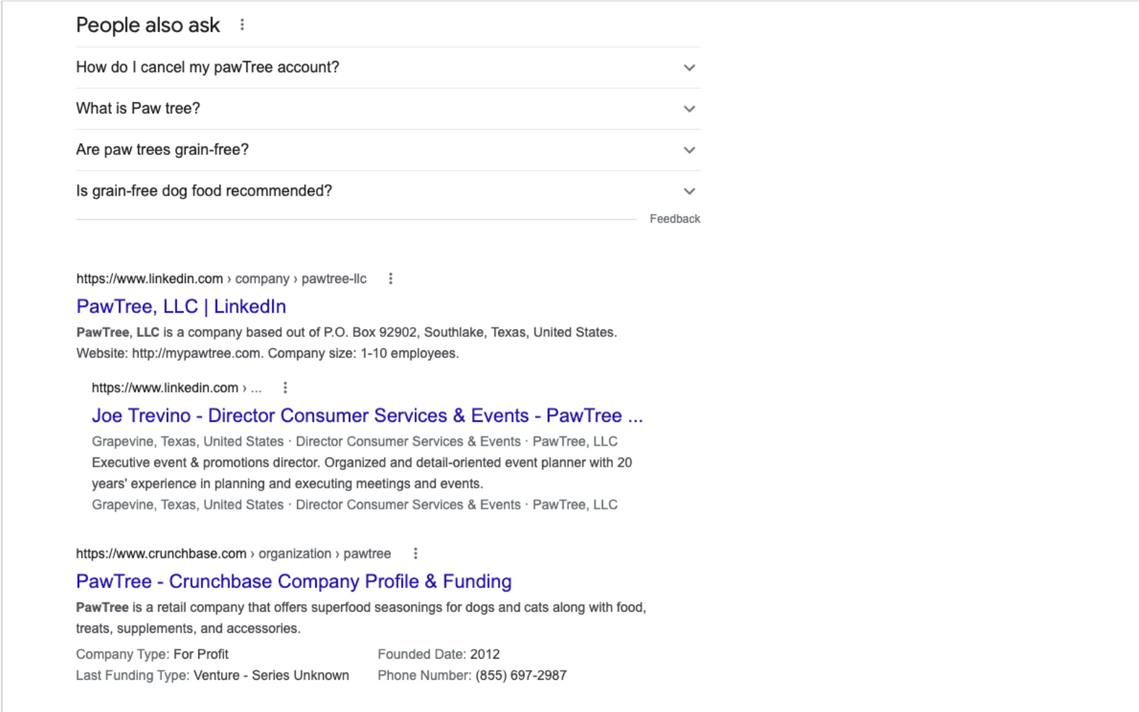 People also ask
How do I cancel my pawTree account?
What is Paw tree?
Are paw trees grain-free?
Is grain-free dog food recommended?
Feedback
https://www.linkedin.com › company › pawtree-llc
PawTree, LLC | LinkedIn
PawTree, LLC is a company based out of P.O. Box 92902, Southlake, Texas, United States.
Website: http://mypawtree.com. Company size: 1-10 employees.
https://www.linkedin.com › ...
Joe Trevino - Director Consumer Services & Events - PawTree ...
Grapevine, Texas, United States · Director Consumer Services & Events · PawTree, LLC
Executive event & promotions director. Organized and detail-oriented event planner with 20
years' experience in planning and executing meetings and events.
Grapevine, Texas, United States · Director Consumer Services & Events · PawTree, LLC
https://www.crunchbase.com › organization › pawtree
PawTree - Crunchbase Company Profile & Funding
PawTree is a retail company that offers superfood seasonings for dogs and cats along with food,
treats, supplements, and accessories.
Company Type: For Profit Founded Date: 2012
Last Funding Type: Venture - Series Unknown Phone Number: (855) 697-2987